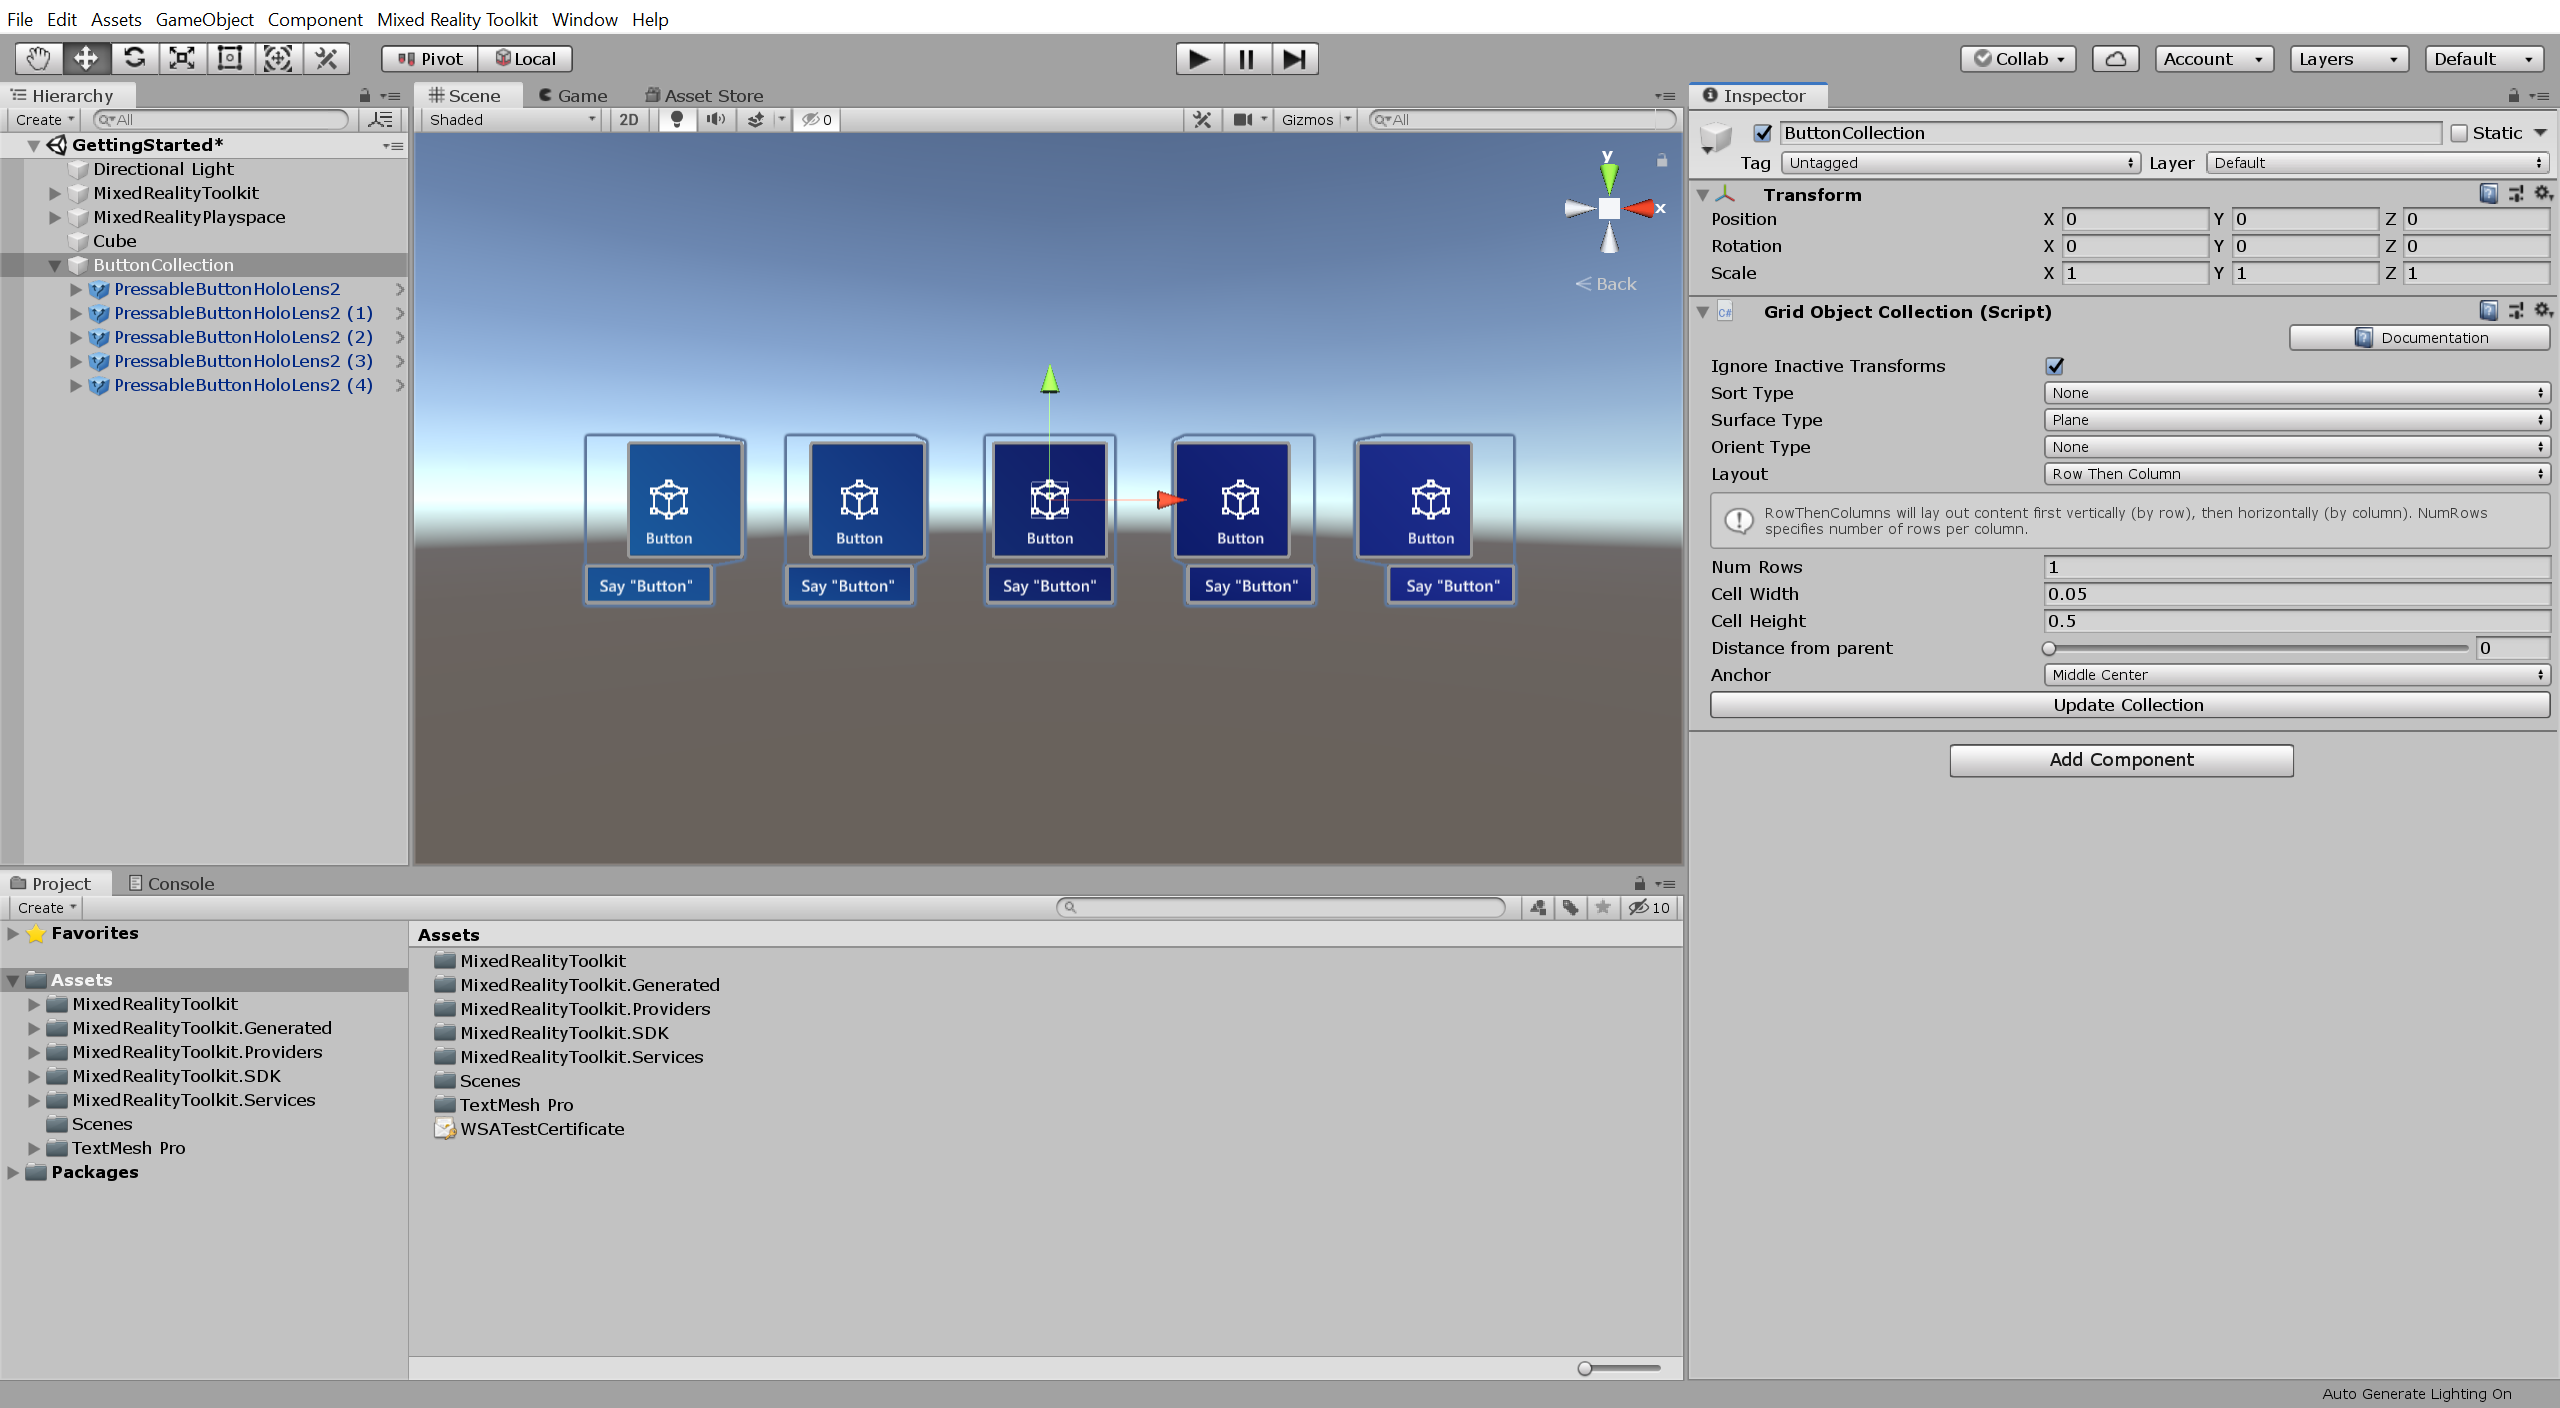 File Edit Assets GameObject Component Mixed Reality Toolkit Window Help
Pivot Local
Collab Account Layers Default
Hierarchy
Create All
GettingStarted*
Directional Light
MixedRealityToolkit
MixedRealityPlayspace
Cube
ButtonCollection
PressableButtonHoloLens2
PressableButtonHoloLens2 (1)
PressableButtonHoloLens2 (2)
PressableButtonHoloLens2 (3)
PressableButtonHoloLens2 (4)
Scene Game Asset Store
Shaded 2D 0 Gizmos All
y
x
Back
Button Button Button Button Button
Say "Button" Say "Button" Say "Button" Say "Button" Say "Button"
Inspector
ButtonCollection Static
Tag Untagged Layer Default
Transform
Position X 0 Y 0 Z 0
Rotation X 0 Y 0 Z 0
Scale X 1 Y 1 Z 1
C# Grid Object Collection (Script)
Documentation
Ignore Inactive Transforms
Sort Type None
Surface Type Plane
Orient Type None
Layout Row Then Column
RowThenColumns will lay out content first vertically (by row), then horizontally (by column). NumRows
specifies number of rows per column.
Num Rows 1
Cell Width 0.05
Cell Height 0.5
Distance from parent 0
Anchor Middle Center
Update Collection
Add Component
Project Console
Create 10
Favorites
Assets
MixedRealityToolkit
MixedRealityToolkit.Generated
MixedRealityToolkit.Providers
MixedRealityToolkit.SDK
MixedRealityToolkit.Services
Scenes
TextMesh Pro
Packages
Assets
MixedRealityToolkit
MixedRealityToolkit.Generated
MixedRealityToolkit.Providers
MixedRealityToolkit.SDK
MixedRealityToolkit.Services
Scenes
TextMesh Pro
WSATestCertificate
Auto Generate Lighting On